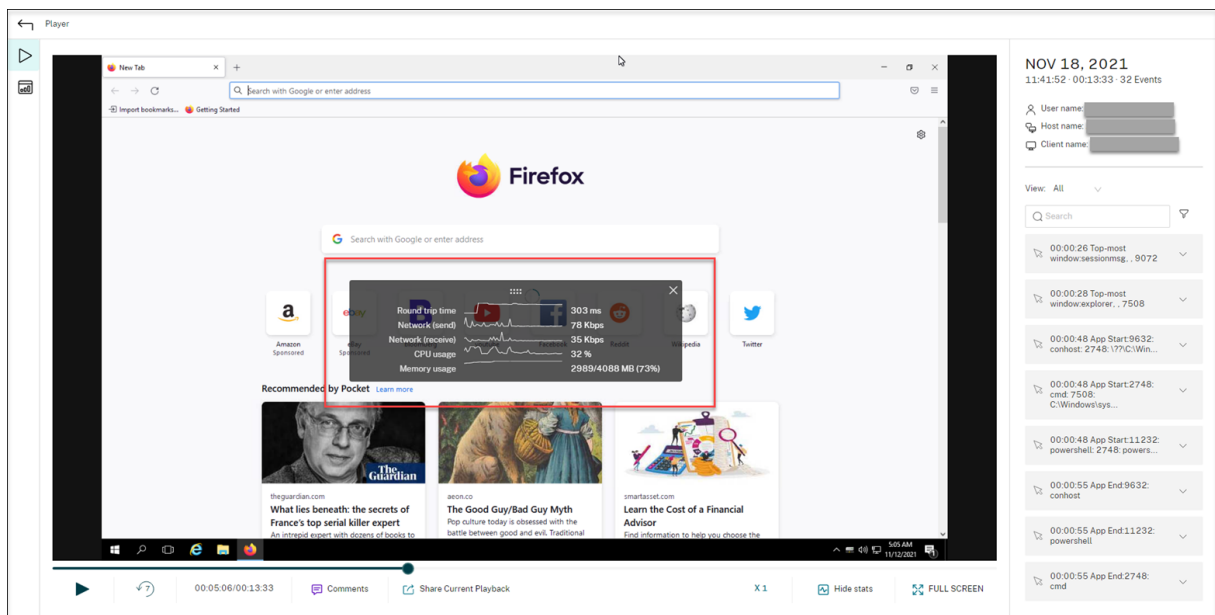 Player
New Tab
Search with Google or enter address
Import bookmarks...
Getting Started
Firefox
Search with Google or enter address
Round trip time 303 ms
Network (send) 78 Kbps
Network (receive) 35 Kbps
CPU usage 32 %
Memory usage 2989/4088 MB (73%)
a
ebay
Amazon
Sponsored
eBay
Facebook
Reddit
Wikipedia
Twitter
Recommended by Pocket Learn more
The
Guardian
theguardian.com
What lies beneath: the secrets of
France's top serial killer expert
An intrepid expert with dozens of books to
aeon.co
The Good Guy/Bad Guy Myth
Pop culture today is obsessed with the
battle between good and evil. Traditional
smartasset.com
Learn the Cost of a Financial
Advisor
Find information to help you choose the
5:05 AM
11/12/2021
7
00:05:06/00:13:33
Comments
Share Current Playback
X 1
Hide stats
FULL SCREEN
NOV 18, 2021
11:41:52 · 00:13:33 · 32 Events
User name:
Host name:
Client name:
View: All
Search
00:00:26 Top-most
window:sessionmsg, , 9072
00:00:28 Top-most
window:explorer, , 7508
00:00:48 App Start:9632:
conhost: 2748: \??\C:\Win...
00:00:48 App Start:2748:
cmd: 7508:
C:\Windows\sys...
00:00:48 App Start:11232:
powershell: 2748: powers...
00:00:55 App End:9632:
conhost
00:00:55 App End:11232:
powershell
00:00:55 App End:2748:
cmd